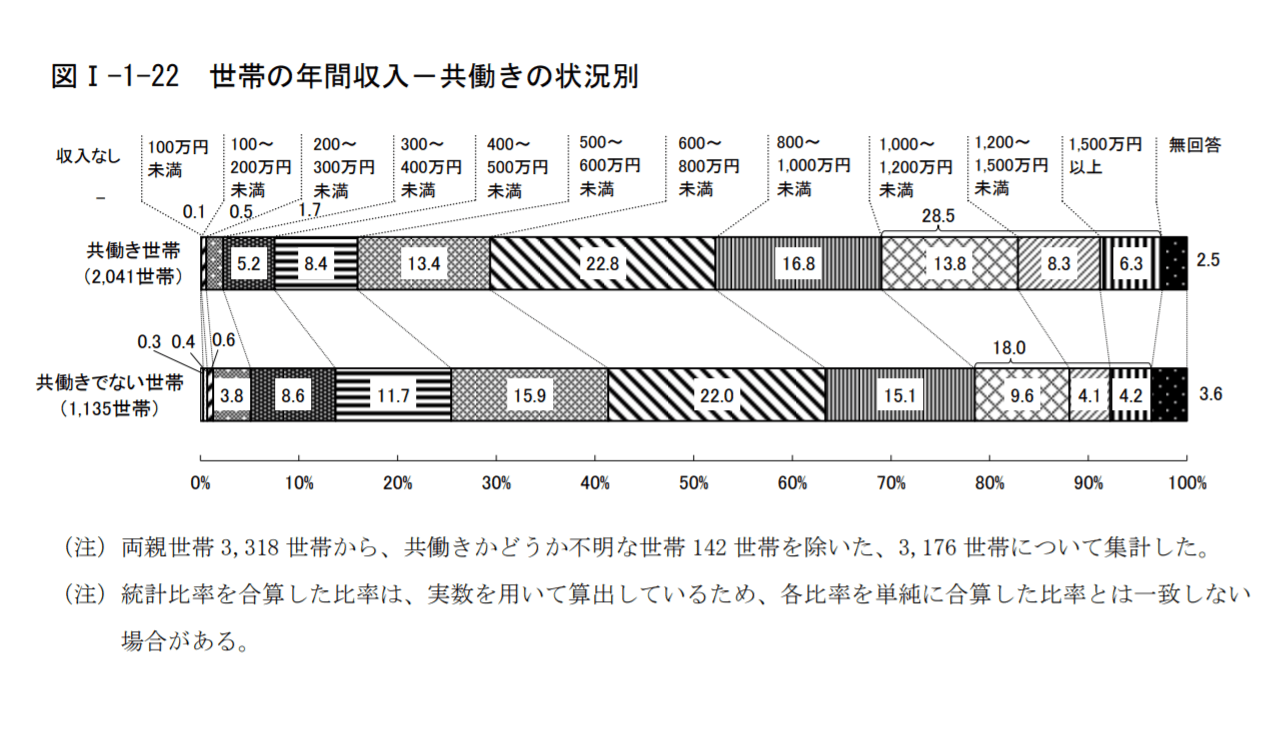 図Ⅰ-1-22 世帯の年間収入－共働きの状況別
収入なし
－
100万円
未満
100～
200万円
未満
200～
300万円
未満
300～
400万円
未満
400～
500万円
未満
500～
600万円
未満
600～
800万円
未満
800～
1,000万円
未満
1,000～
1,200万円
未満
1,200～
1,500万円
未満
1,500万円
以上
無回答
0.1 0.5 1.7
28.5
共働き世帯
（2,041世帯）
5.2 8.4 13.4 22.8 16.8 13.8 8.3 6.3 2.5
0.3 0.4 0.6
18.0
共働きでない世帯
（1,135世帯）
3.8 8.6 11.7 15.9 22.0 15.1 9.6 4.1 4.2 3.6
0% 10% 20% 30% 40% 50% 60% 70% 80% 90% 100%
（注）両親世帯 3,318 世帯から、共働きかどうか不明な世帯 142 世帯を除いた、3,176 世帯について集計した。
（注）統計比率を合算した比率は、実数を用いて算出しているため、各比率を単純に合算した比率とは一致しない
場合がある。